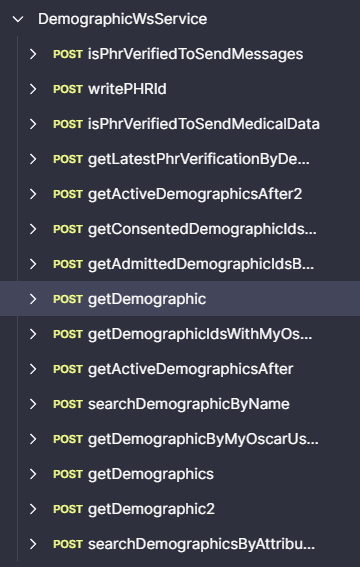 DemographicWsService
POST isPhrVerifiedToSendMessages
POST writePHRId
POST isPhrVerifiedToSendMedicalData
POST getLatestPhrVerificationByDe...
POST getActiveDemographicsAfter2
POST getConsentedDemographicIds...
POST getAdmittedDemographicIdsB...
POST getDemographic
POST getDemographicIdsWithMyOs...
POST getActiveDemographicsAfter
POST searchDemographicByName
POST getDemographicByMyOscarUs...
POST getDemographics
POST getDemographic2
POST searchDemographicsByAttribu...